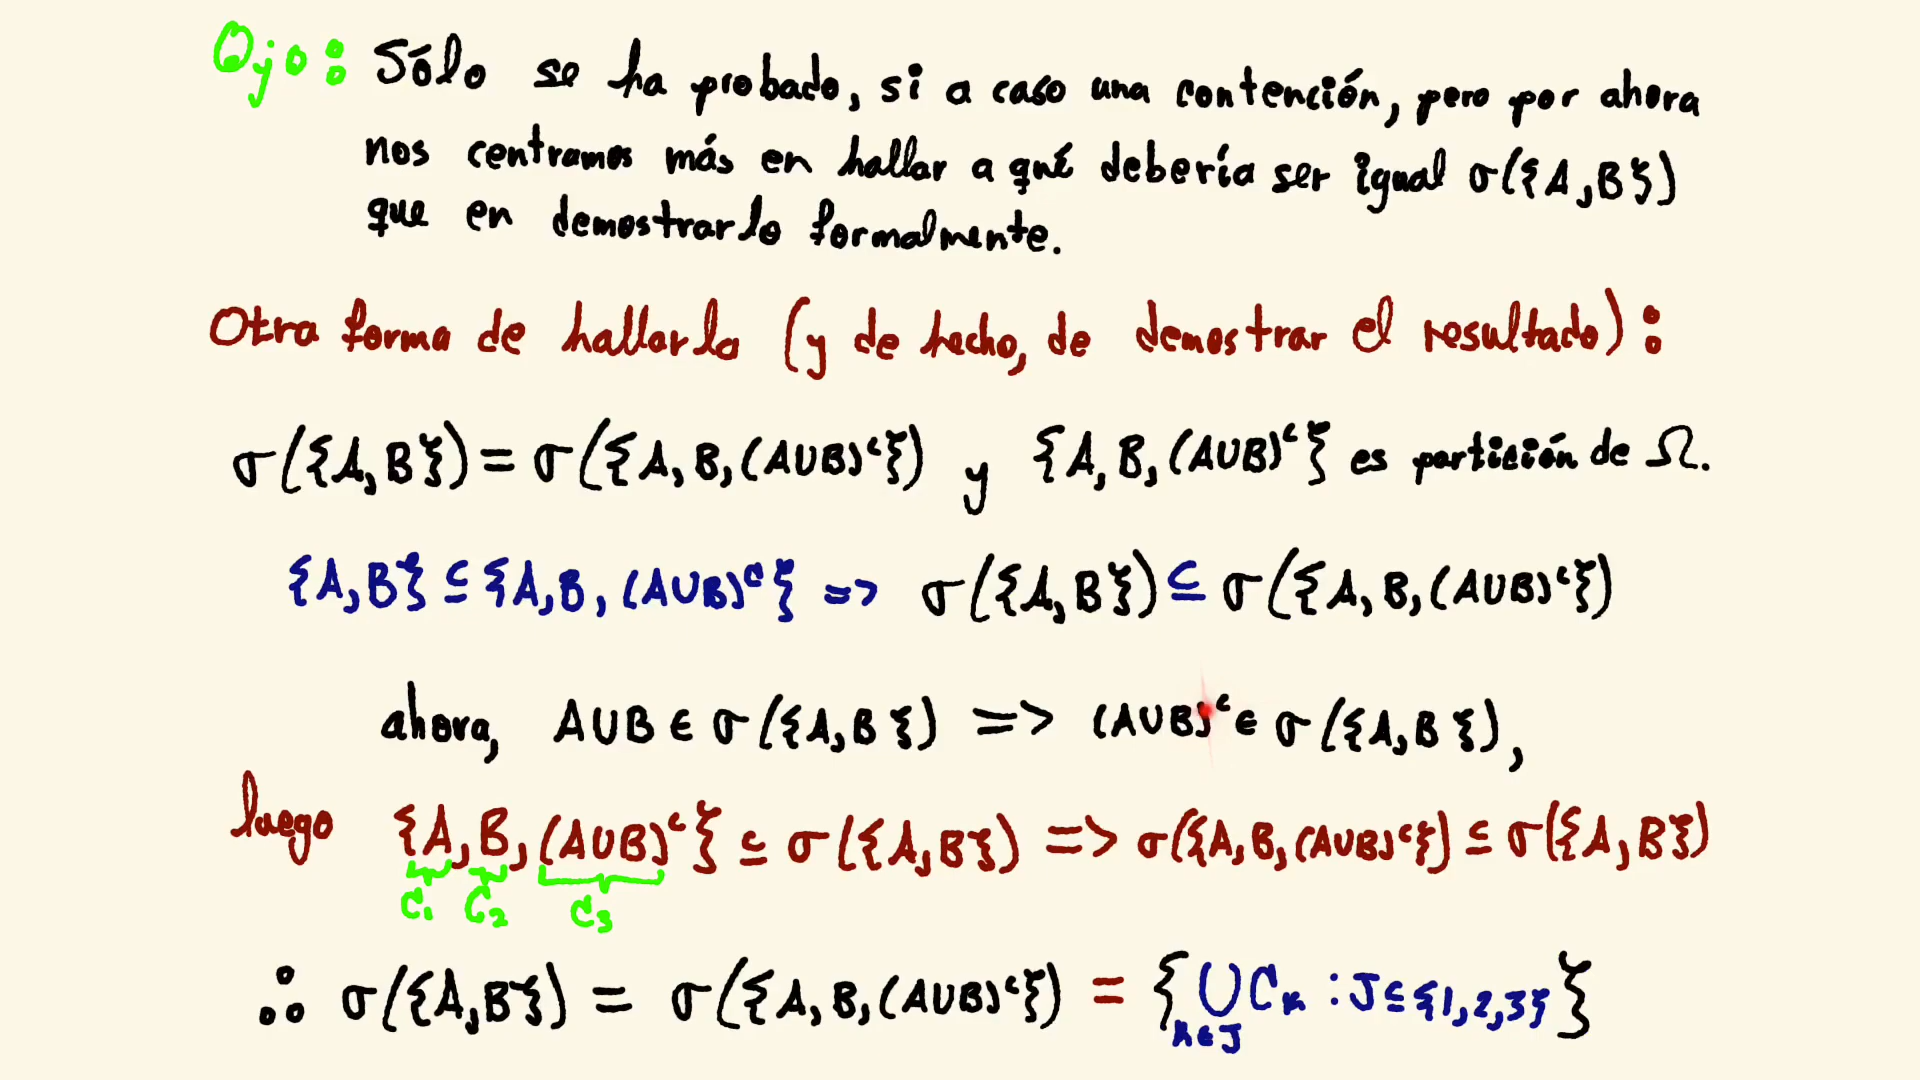 Ojo: Sólo se ha probado, si a caso una contención, pero por ahora
nos centramos más en hallar a qué debería ser igual σ({A,B})
que en demostrarlo formalmente.
Otra forma de hallarlo (y de hecho, de demostrar el resultado):
σ({A,B}) = σ({A,B,(A∪B)ᶜ}) y {A,B,(A∪B)ᶜ} es partición de Ω.
{A,B} ⊆ {A,B,(A∪B)ᶜ} => σ({A,B}) ⊆ σ({A,B,(A∪B)ᶜ})
ahora, A∪B ∈ σ({A,B}) => (A∪B)ᶜ ∈ σ({A,B}),
luego {A,B,(A∪B)ᶜ} ⊆ σ({A,B}) => σ({A,B,(A∪B)ᶜ}) ⊆ σ({A,B})
C₁ C₂ C₃
∴ σ({A,B}) = σ({A,B,(A∪B)ᶜ}) = {⋃ Cₖ : J⊆{1,2,3}}
k∈J